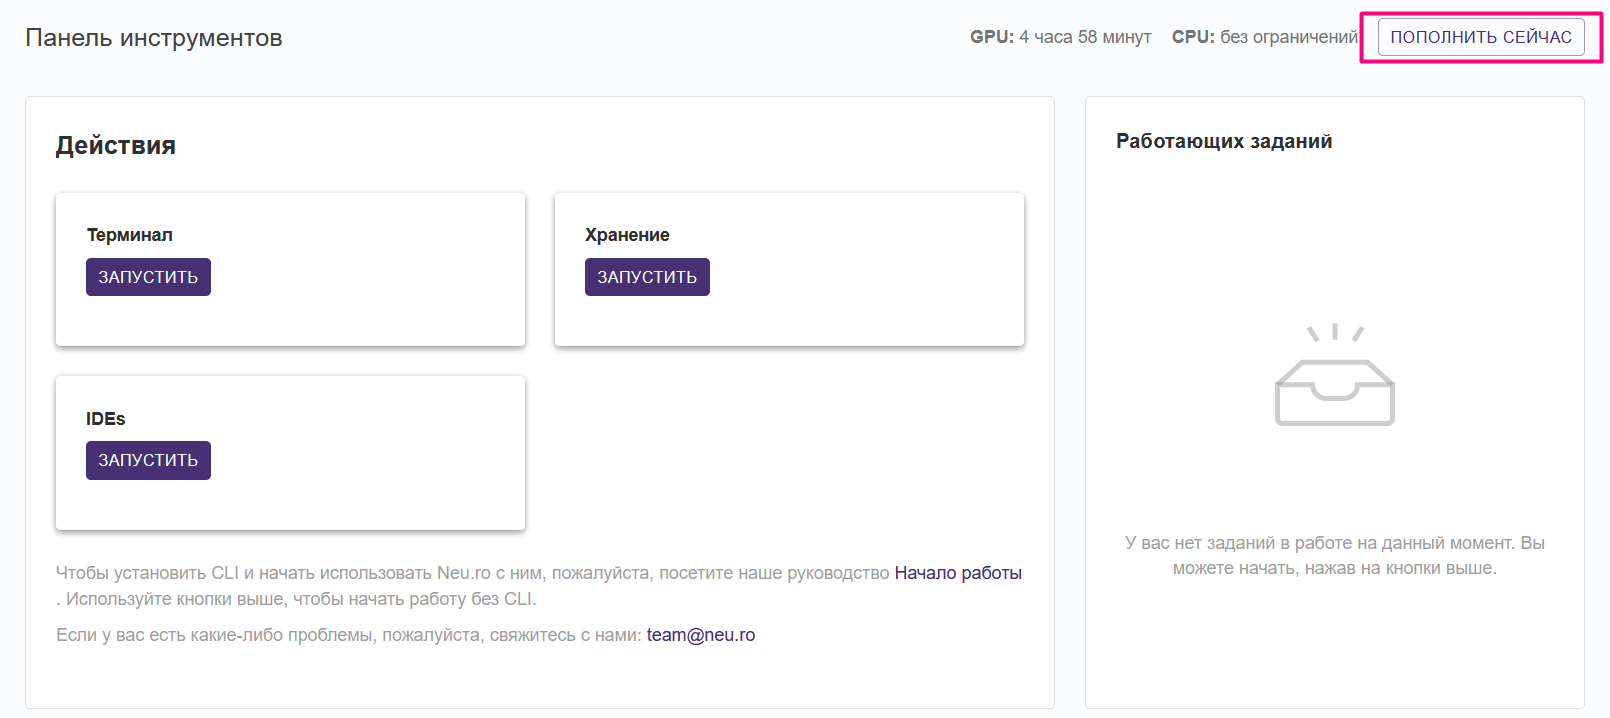 Панель инструментов
GPU: 4 часа 58 минут CPU: без ограничений ПОПОЛНИТЬ СЕЙЧАС
Действия
Терминал
ЗАПУСТИТЬ
Хранение
ЗАПУСТИТЬ
IDEs
ЗАПУСТИТЬ
Чтобы установить CLI и начать использовать Neu.ro с ним, пожалуйста, посетите наше руководство Начало работы
. Используйте кнопки выше, чтобы начать работу без CLI.
Если у вас есть какие-либо проблемы, пожалуйста, свяжитесь с нами: team@neu.ro
Работающих заданий
У вас нет заданий в работе на данный момент. Вы
можете начать, нажав на кнопки выше.